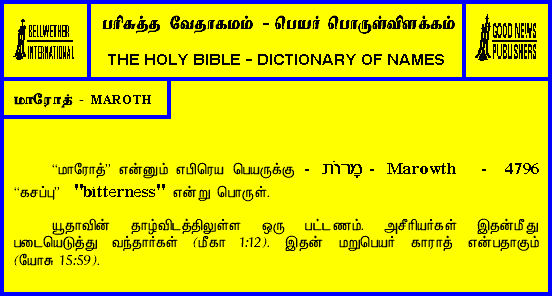 BELLWETHER
INTERNATIONAL
பரிசுத்த வேதாகமம் - பெயர் பொருள்விளக்கம்
THE HOLY BIBLE - DICTIONARY OF NAMES
GOOD NEWS
PUBLISHERS
மாரோத் - MAROTH
“மாரோத்” என்னும் எபிரெய பெயருக்கு - מָרוֹת - Marowth - 4796
“கசப்பு” "bitterness" என்று பொருள்.
யூதாவின் தாழ்விடத்திலுள்ள ஒரு பட்டணம். அசீரியர்கள் இதன்மீது
படையெடுத்து வந்தார்கள் (மீகா 1:12). இதன் மறுபெயர் காராத் என்பதாகும்
(யோசு 15:59).